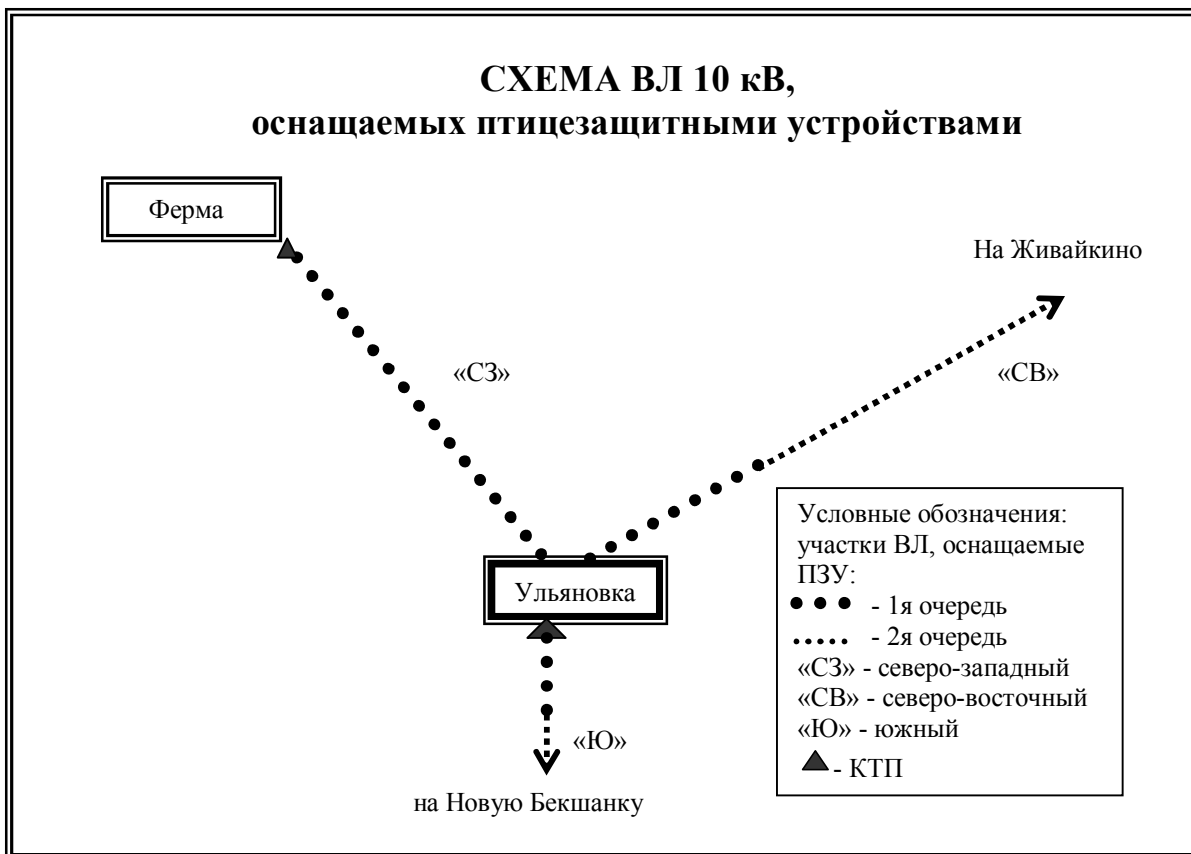 СХЕМА ВЛ 10 кВ,
оснащаемых птицезащитными устройствами
Ферма
На Живайкино
«СЗ»
«СВ»
Ульяновка
«Ю»
на Новую Бекшанку
Условные обозначения:
участки ВЛ, оснащаемые
ПЗУ:
- 1я очередь
- 2я очередь
«СЗ» - северо-западный
«СВ» - северо-восточный
«Ю» - южный
- КТП